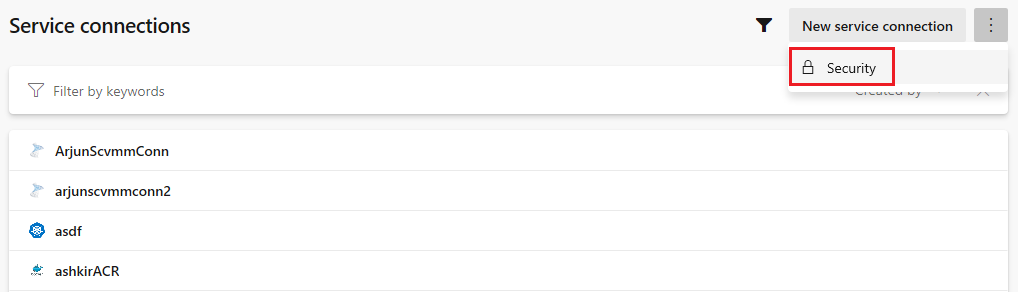 Service connections
New service connection
Security
Filter by keywords
Created by
ArjunScvmmConn
arjunscvmmconn2
asdf
ashkirACR